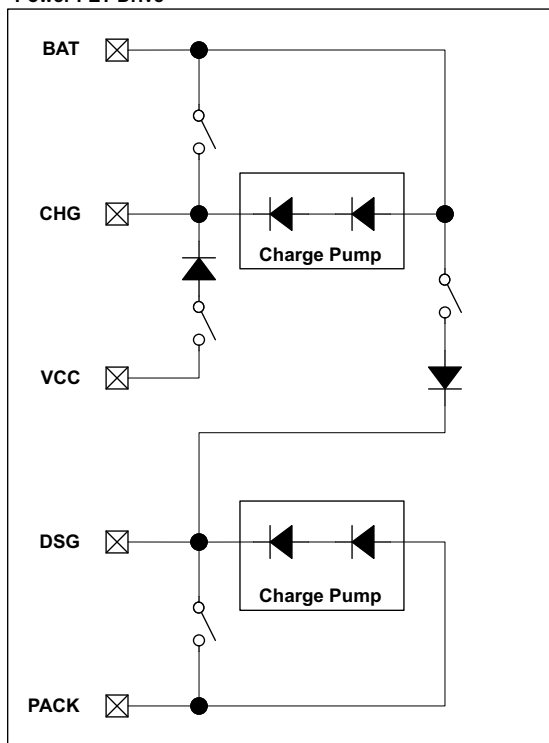 Power FET Drive
BAT
CHG
Charge Pump
VCC
DSG
Charge Pump
PACK